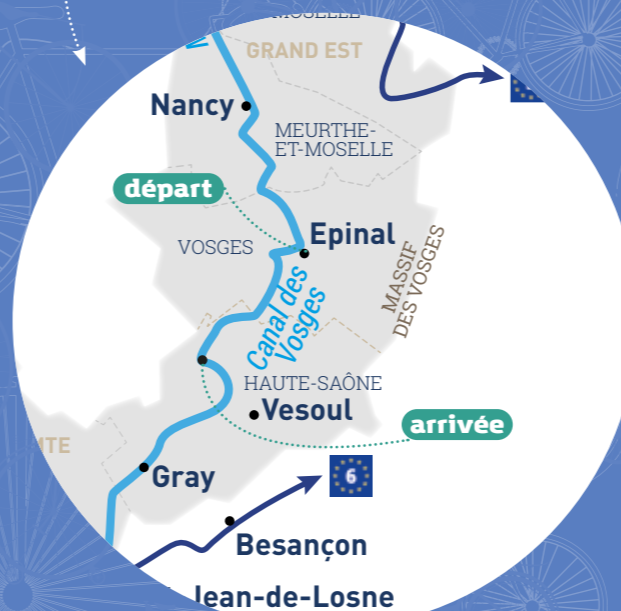 MOSELLE
GRAND EST
Nancy
MEURTHE-
ET-MOSELLE
départ
Epinal
VOSGES
MASSIF
DES VOSGES
Canal des
Vosges
HAUTE-SAÔNE
Vesoul
arrivée
Gray
6
Besançon
Jean-de-Losne